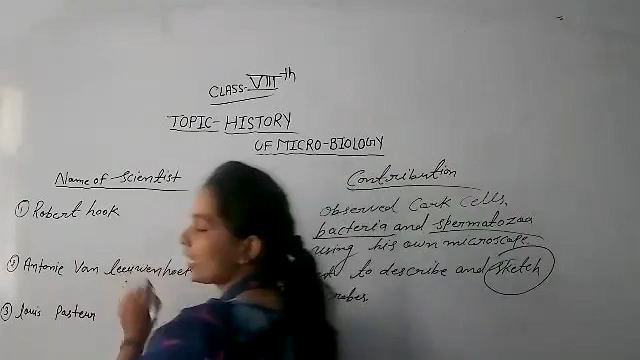 CLASS-VIIIth
TOPIC- HISTORY
OF MICRO-BIOLOGY
Name of Scientist
Contribution
① Robert hook
Observed Cork Cells,
bacteria and spermatozoa
using his own microscope.
② Antonie Van leeuwenhoek
to describe and sketch
③ louis Pasteur